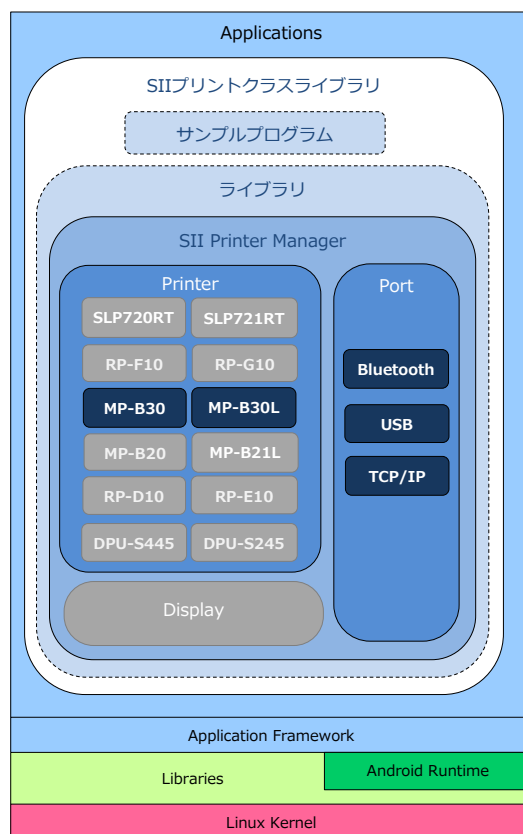 Applications
SIIプリントクラスライブラリ
サンプルプログラム
ライブラリ
SII Printer Manager
Printer
Port
SLP720RT
SLP721RT
RP-F10
RP-G10
Bluetooth
MP-B30
MP-B30L
USB
MP-B20
MP-B21L
TCP/IP
RP-D10
RP-E10
DPU-S445
DPU-S245
Display
Application Framework
Libraries
Android Runtime
Linux Kernel